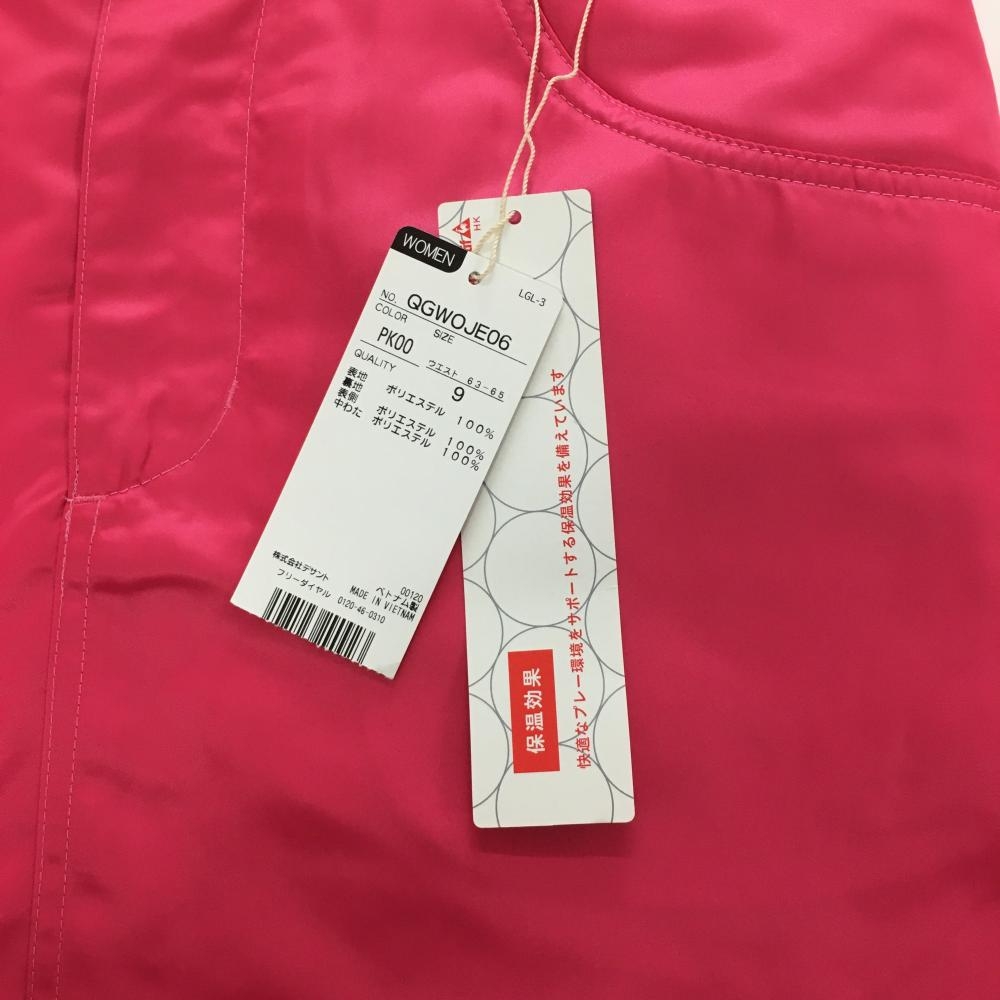 WOMEN
LGL-3
NO. QGWOJE06
COLOR SIZE
PK00 ウエスト 63-65
QUALITY 9
表地 ポリエステル 100%
裏地 ポリエステル 100%
表側 ポリエステル 100%
中わた
株式会社デサント 00120
フリーダイヤル 0120-46-0310
ベトナム製
MADE IN VIETNAM
HK
保温効果
快適なプレー環境をサポートする保温効果を備えています